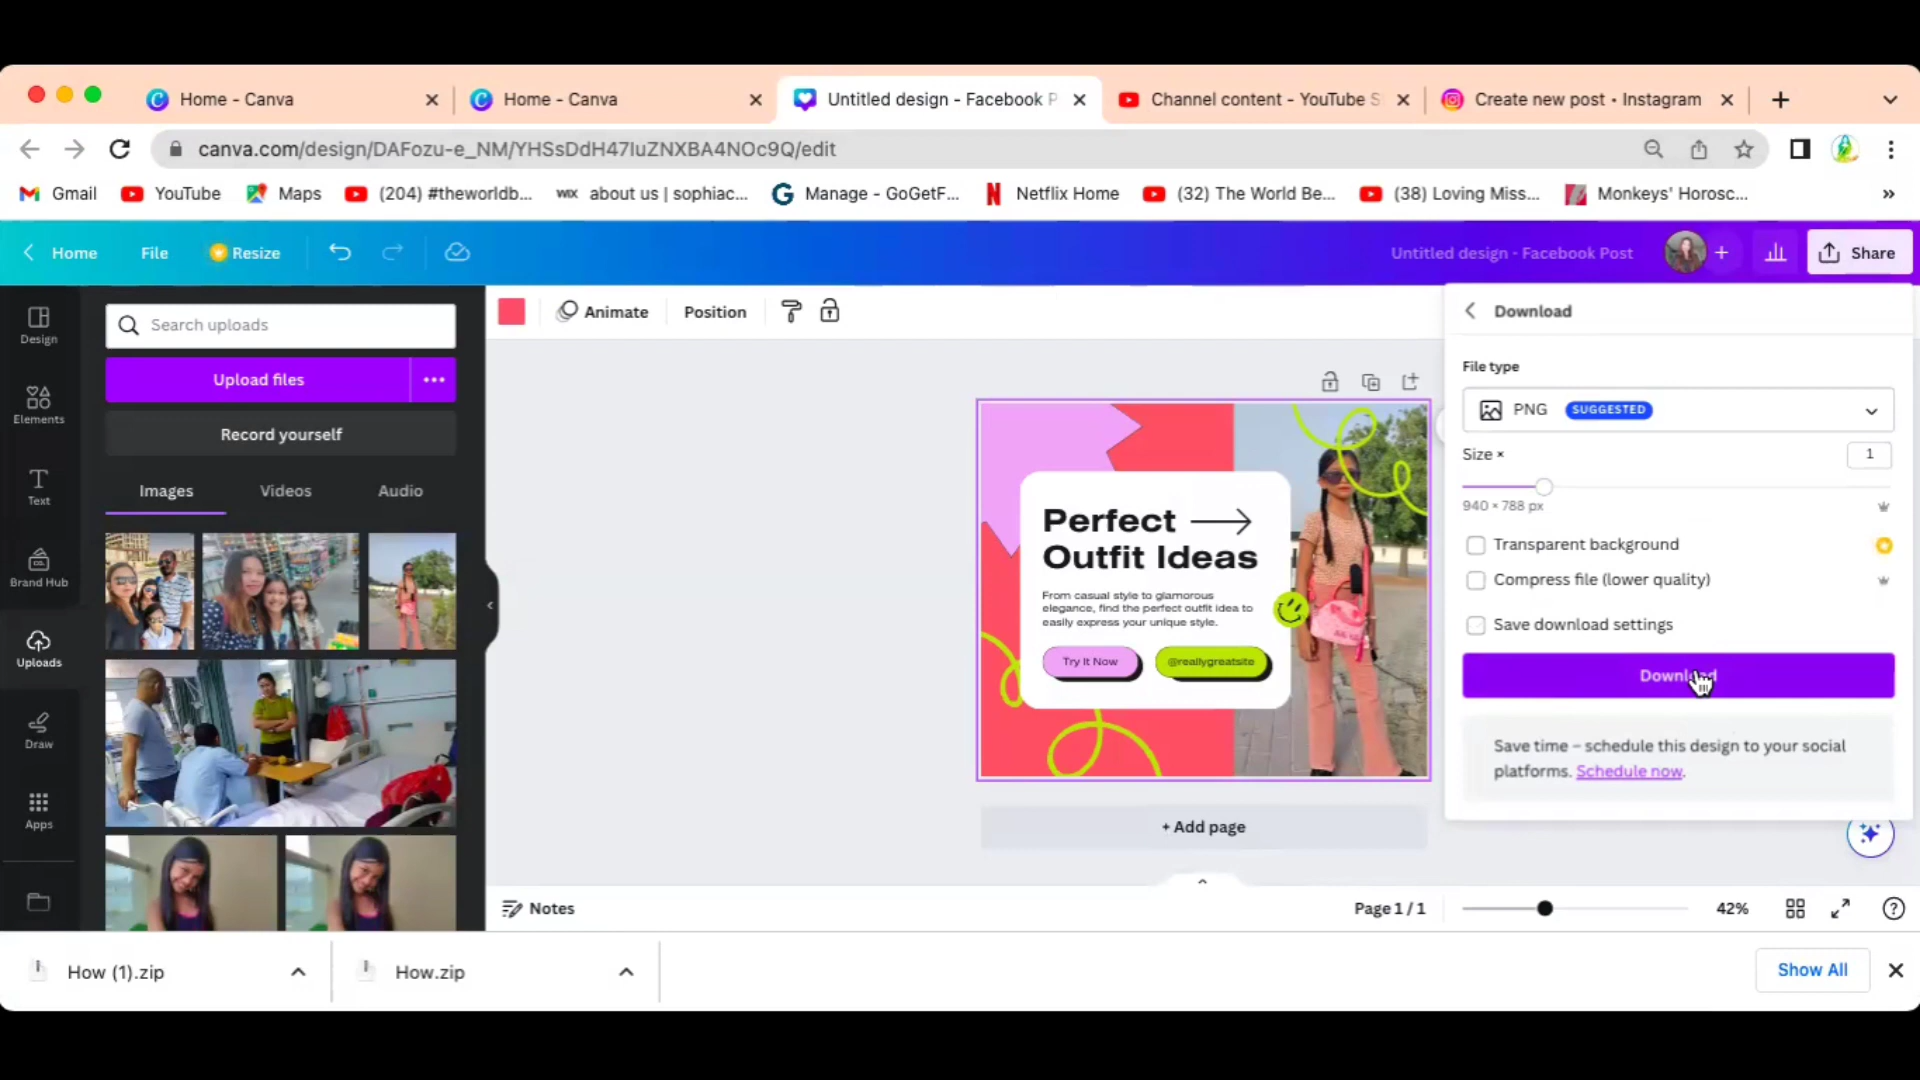 Home - Canva
Home - Canva
Untitled design - Facebook P
Channel content - YouTube S
Create new post • Instagram
canva.com/design/DAFozu-e_NM/YHSsDdH47IuZNXBA4NOc9Q/edit
Gmail
YouTube
Maps
(204) #theworldb...
WIX about us | sophiac...
Manage - GoGetF...
Netflix Home
(32) The World Be...
(38) Loving Miss...
Monkeys' Horosc...
Home
File
Resize
Untitled design - Facebook Post
Share
Design
Elements
Text
Brand Hub
Uploads
Draw
Apps
Search uploads
Upload files
Record yourself
Images
Videos
Audio
Animate
Position
Perfect
Outfit Ideas
From casual style to glamorous
elegance, find the perfect outfit idea to
easily express your unique style.
Try It Now
@reallygreatsite
+ Add page
Download
File type
PNG SUGGESTED
Size ×
1
940 × 788 px
Transparent background
Compress file (lower quality)
Save download settings
Download
Save time – schedule this design to your social
platforms. Schedule now.
Notes
Page 1 / 1
42%
How (1).zip
How.zip
Show All